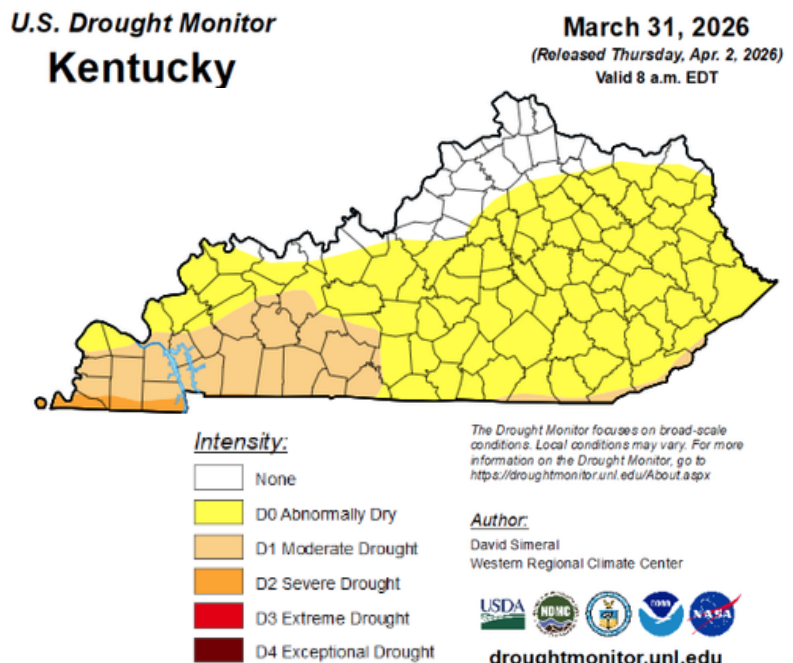 U.S. Drought Monitor
Kentucky
March 31, 2026
(Released Thursday, Apr. 2, 2026)
Valid 8 a.m. EDT
Intensity:
None
D0 Abnormally Dry
D1 Moderate Drought
D2 Severe Drought
D3 Extreme Drought
D4 Exceptional Drought
The Drought Monitor focuses on broad-scale
conditions. Local conditions may vary. For more
information on the Drought Monitor, go to
https://droughtmonitor.unl.edu/About.aspx
Author:
David Simeral
Western Regional Climate Center
USDA
NDMC
NOAA
NASA
droughtmonitor.unl.edu